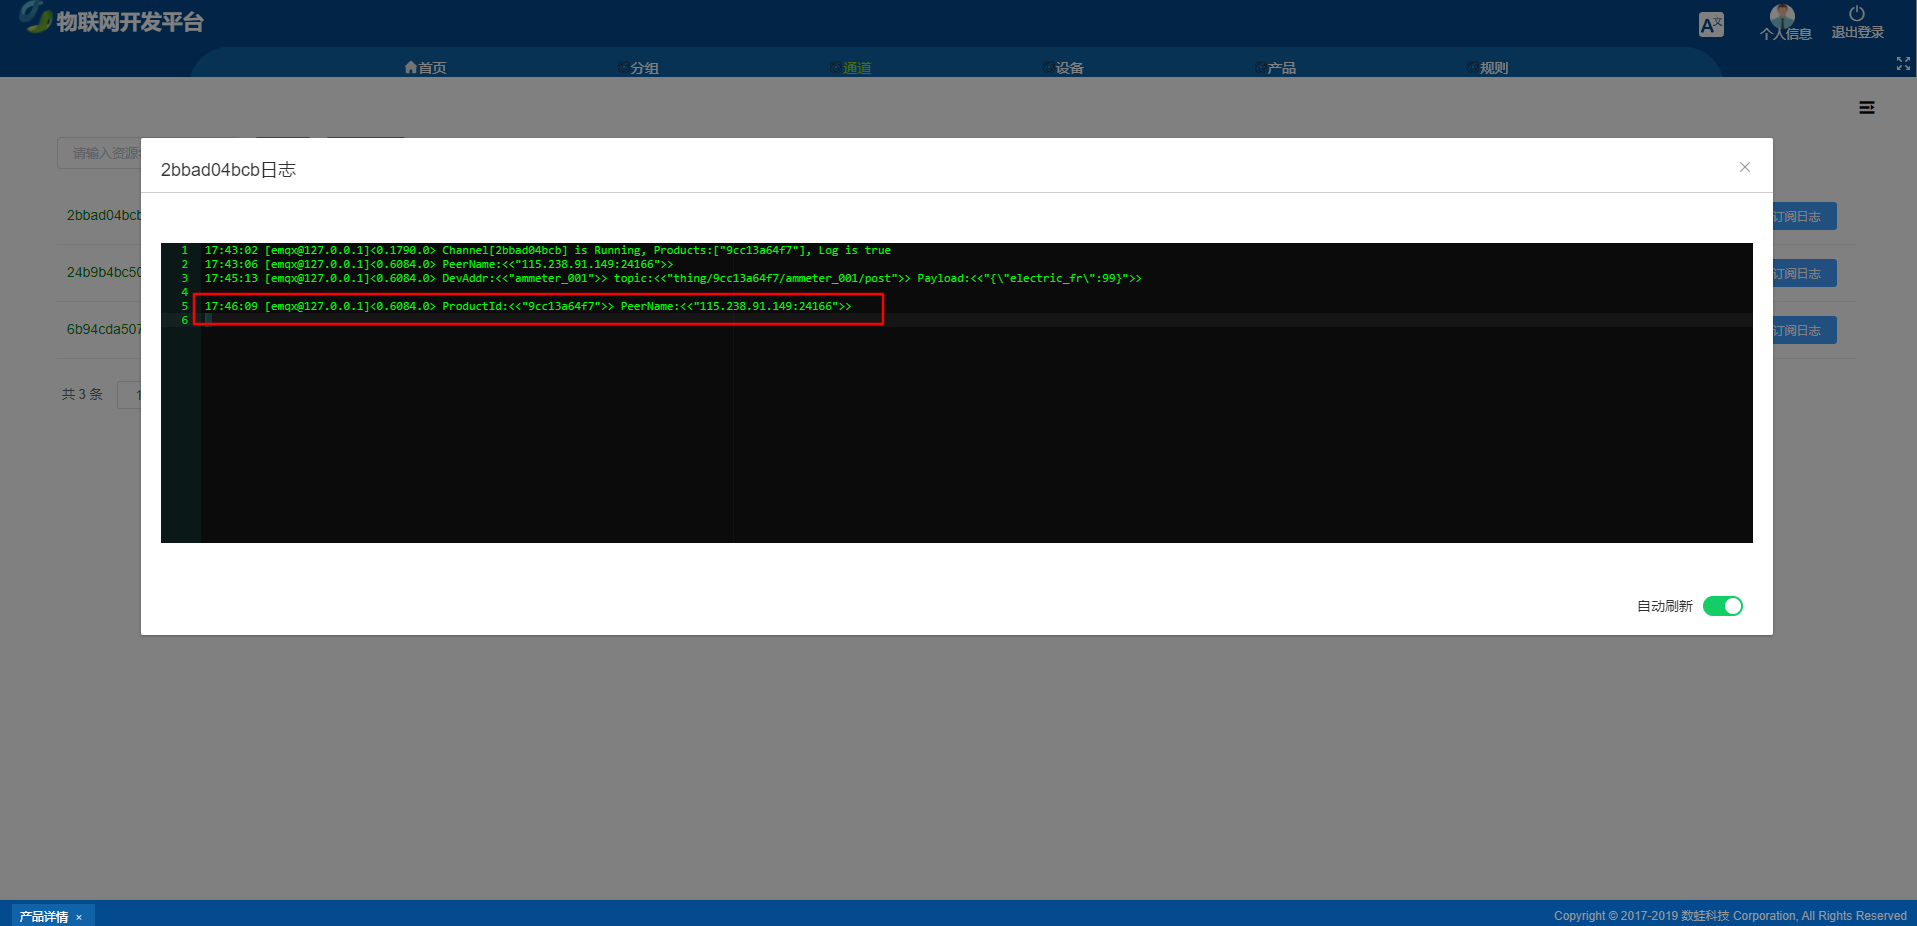 物联网开发平台
个人信息
退出登录
首页
分组
通道
设备
产品
规则
请输入资源
2bbad04bcb日志
2bbad04bcb
订阅日志
24b9b4bc50
订阅日志
6b94cda507
订阅日志
共 3 条
1
1 17:43:02 [emqx@127.0.0.1]<0.1790.0> Channel[2bbad04bcb] is Running, Products:["9cc13a64f7"], Log is true
2 17:43:06 [emqx@127.0.0.1]<0.6084.0> PeerName:<<"115.238.91.149:24166">>
3 17:45:13 [emqx@127.0.0.1]<0.6084.0> DevAddr:<<"ammeter_001">> topic:<<"thing/9cc13a64f7/ammeter_001/post">> Payload:<<"{\"electric_fr\":99}">>
4
5 17:46:09 [emqx@127.0.0.1]<0.6084.0> ProductId:<<"9cc13a64f7">> PeerName:<<"115.238.91.149:24166">>
6
自动刷新
产品详情 ×
Copyright © 2017-2019 数蛙科技 Corporation, All Rights Reserved